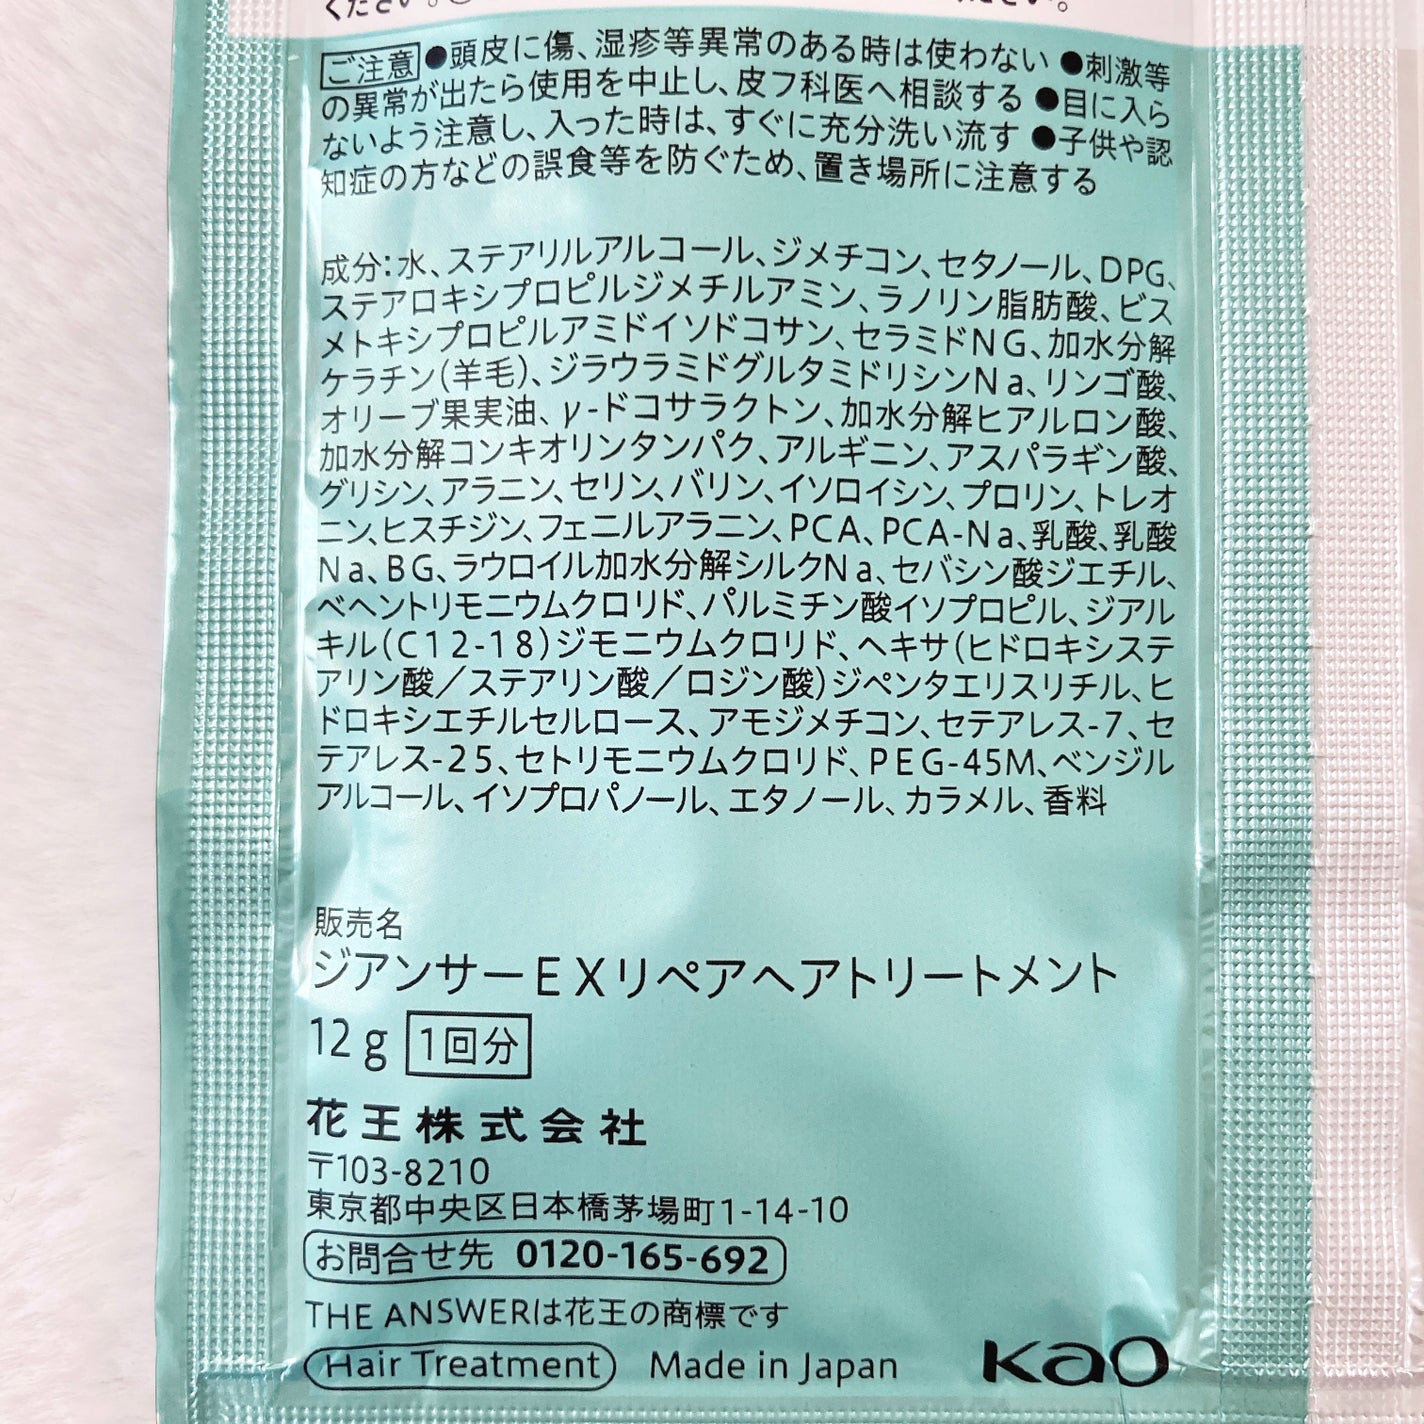 ください。
ご注意 ●頭皮に傷、湿疹等異常のある時は使わない ●刺激等
の異常が出たら使用を中止し、皮フ科医へ相談する ●目に入ら
ないよう注意し、入った時は、すぐに充分洗い流す ●子供や認
知症の方などの誤食等を防ぐため、置き場所に注意する
成分：水、ステアリルアルコール、ジメチコン、セタノール、DPG、
ステアロキシプロピルジメチルアミン、ラノリン脂肪酸、ビス
メトキシプロピルアミドイソドコサン、セラミドNG、加水分解
ケラチン(羊毛)、ジラウラミドグルタミドリシンNa、リンゴ酸、
オリーブ果実油、γ-ドコサラクトン、加水分解ヒアルロン酸、
加水分解コンキオリンタンパク、アルギニン、アスパラギン酸、
グリシン、アラニン、セリン、バリン、イソロイシン、プロリン、トレオ
ニン、ヒスチジン、フェニルアラニン、PCA、PCA-Na、乳酸、乳酸
Na、BG、ラウロイル加水分解シルクNa、セバシン酸ジエチル、
ベヘントリモニウムクロリド、パルミチン酸イソプロピル、ジアル
キル(C12-18)ジモニウムクロリド、ヘキサ(ヒドロキシステ
アリン酸／ステアリン酸／ロジン酸)ジペンタエリスリチル、ヒ
ドロキシエチルセルロース、アモジメチコン、セテアレス-7、セ
テアレス-25、セトリモニウムクロリド、PEG-45M、ベンジル
アルコール、イソプロパノール、エタノール、カラメル、香料
販売名
ジアンサーEXリペアヘアトリートメント
12g 1回分
花王株式会社
〒103-8210
東京都中央区日本橋茅場町1-14-10
お問合せ先 0120-165-692
THE ANSWERは花王の商標です
Hair Treatment Made in Japan Kao